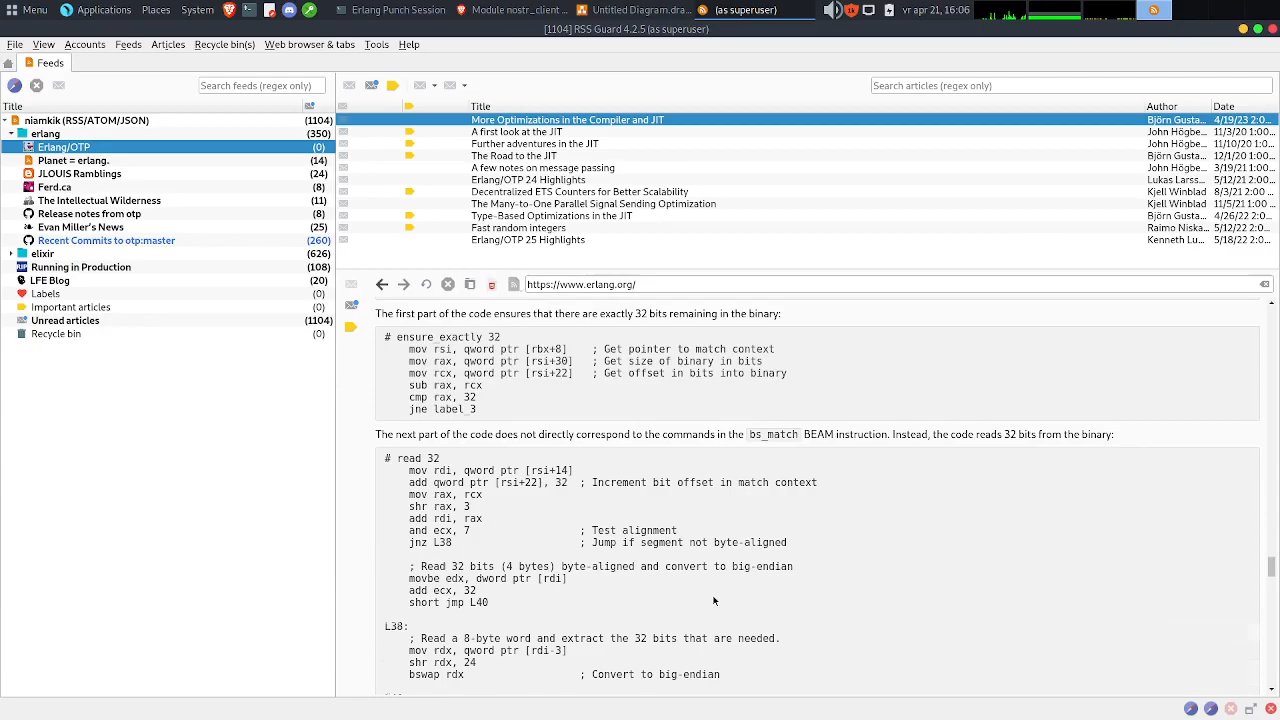 Menu Applications Places System Erlang Punch Session... Module nostr_client ... Untitled Diagram.dra... (as superuser) vr apr 21, 16:06
[1104] RSS Guard 4.2.5 (as superuser)
File View Accounts Feeds Articles Recycle bin(s) Web browser & tabs Tools Help
Feeds
Search feeds (regex only) Search articles (regex only)
Title
niamkik (RSS/ATOM/JSON) (1104)
erlang (350)
Erlang/OTP (0)
Planet = erlang. (14)
JLOUIS Ramblings (24)
Ferd.ca (8)
The Intellectual Wilderness (2)
Release notes from otp (8)
Evan Miller's News (25)
Recent Commits to otp:master (260)
elixir (626)
Running in Production (108)
LFE Blog (20)
Labels (0)
Important articles (0)
Unread articles (1104)
Recycle bin (0)
Title Author Date
More Optimizations in the Compiler and JIT Björn Gusta... 4/19/23 2:0...
A first look at the JIT John Högbe... 11/3/20 1:00...
Further adventures in the JIT John Högbe... 11/10/20 1:0...
The Road to the JIT Björn Gusta... 12/1/20 1:00...
A few notes on message passing John Högbe...
Erlang/OTP 24 Highlights Lukas Larss... 5/12/21 2:0...
Decentralized ETS Counters for Better Scalability Kjell Winblad 8/3/21 2:0...
The Many-to-One Parallel Signal Sending Optimization Kjell Winblad 11/5/21 1:00...
Type-Based Optimizations in the JIT Björn Gusta... 4/26/22 2:0...
Fast random integers Raimo Niska... 5/12/22 2:0...
Erlang/OTP 25 Highlights Kenneth Lu... 5/18/22 2:0...
https://www.erlang.org/
The first part of the code ensures that there are exactly 32 bits remaining in the binary:
# ensure_exactly 32
mov rsi, qword ptr [rbx+8] ; Get pointer to match context
mov rax, qword ptr [rsi+30] ; Get size of binary in bits
mov rcx, qword ptr [rsi+22] ; Get offset in bits into binary
sub rax, rcx
cmp rax, 32
jne label_3
The next part of the code does not directly correspond to the commands in the bs_match BEAM instruction. Instead, the code reads 32 bits from the binary:
# read 32
mov rdi, qword ptr [rsi+14]
add qword ptr [rsi+22], 32 ; Increment bit offset in match context
mov rax, rcx
shr rax, 3
add rdi, rax
and ecx, 7 ; Test alignment
jnz L38 ; Jump if segment not byte-aligned
; Read 32 bits (4 bytes) byte-aligned and convert to big-endian
movbe edx, dword ptr [rdi]
add ecx, 32
short jmp L40
L38:
; Read a 8-byte word and extract the 32 bits that are needed.
mov rdx, qword ptr [rdi-3]
shr rdx, 24
bswap rdx ; Convert to big-endian